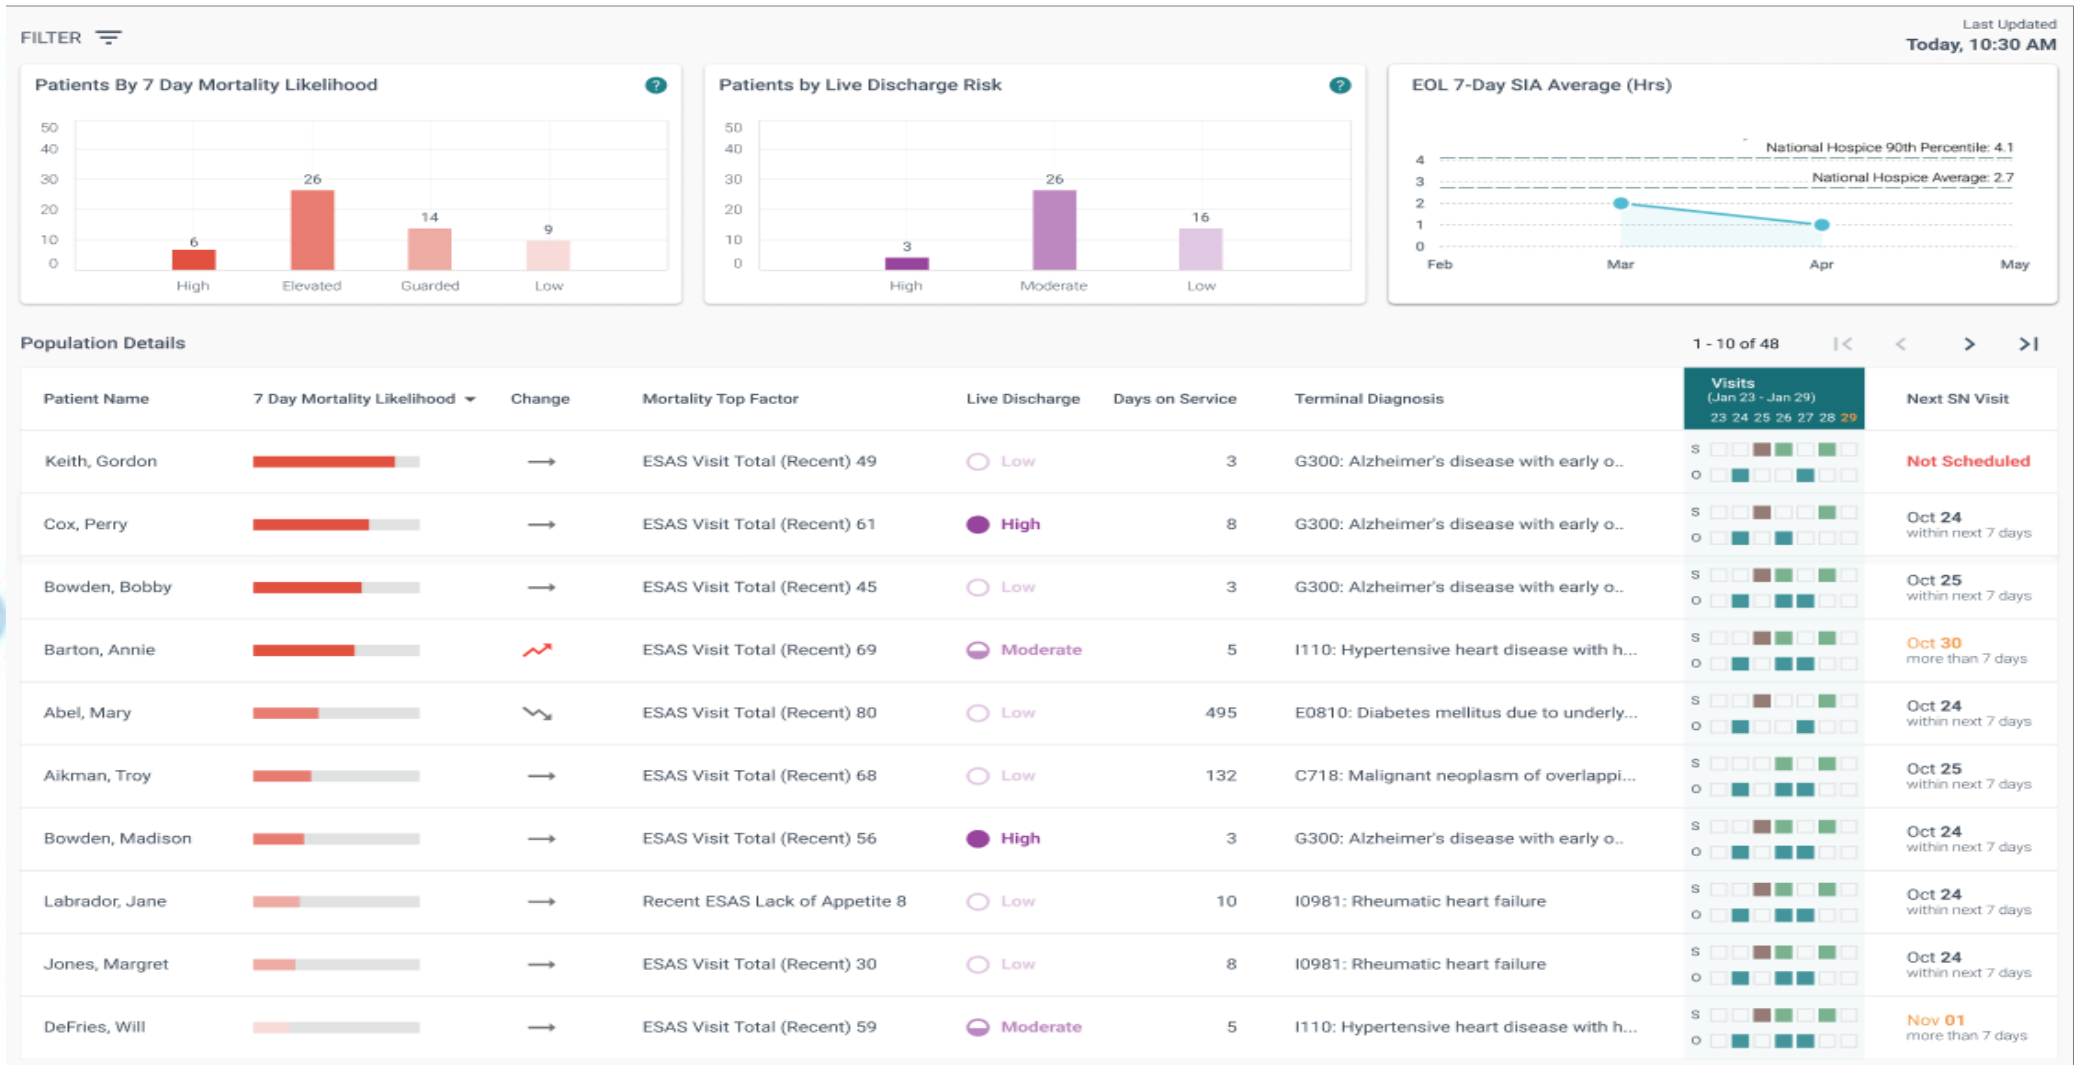 FILTER
Last Updated
Today, 10:30 AM
Patients By 7 Day Mortality Likelihood
?
50
40
30
20
10
0
6
26
14
9
High Elevated Guarded Low
Patients by Live Discharge Risk
?
50
40
30
20
10
0
3
26
16
High Moderate Low
EOL 7-Day SIA Average (Hrs)
National Hospice 90th Percentile: 4.1
National Hospice Average: 2.7
4
3
2
1
0
Feb Mar Apr May
Population Details
1 - 10 of 48
Patient Name 7 Day Mortality Likelihood Change Mortality Top Factor Live Discharge Days on Service Terminal Diagnosis Visits Next SN Visit
(Jan 23 - Jan 29)
23 24 25 26 27 28 29
Keith, Gordon ESAS Visit Total (Recent) 49 Low 3 G300: Alzheimer's disease with early o.. S Not Scheduled
O
Cox, Perry ESAS Visit Total (Recent) 61 High 8 G300: Alzheimer's disease with early o.. S Oct 24
O within next 7 days
Bowden, Bobby ESAS Visit Total (Recent) 45 Low 3 G300: Alzheimer's disease with early o.. S Oct 25
O within next 7 days
Barton, Annie ESAS Visit Total (Recent) 69 Moderate 5 I110: Hypertensive heart disease with h... S Oct 30
O more than 7 days
Abel, Mary ESAS Visit Total (Recent) 80 Low 495 E0810: Diabetes mellitus due to underly... S Oct 24
O within next 7 days
Aikman, Troy ESAS Visit Total (Recent) 68 Low 132 C718: Malignant neoplasm of overlappi... S Oct 25
O within next 7 days
Bowden, Madison ESAS Visit Total (Recent) 56 High 3 G300: Alzheimer's disease with early o.. S Oct 24
O within next 7 days
Labrador, Jane Recent ESAS Lack of Appetite 8 Low 10 I0981: Rheumatic heart failure S Oct 24
O within next 7 days
Jones, Margret ESAS Visit Total (Recent) 30 Low 8 I0981: Rheumatic heart failure S Oct 24
O within next 7 days
DeFries, Will ESAS Visit Total (Recent) 59 Moderate 5 I110: Hypertensive heart disease with h... S Nov 01
O more than 7 days